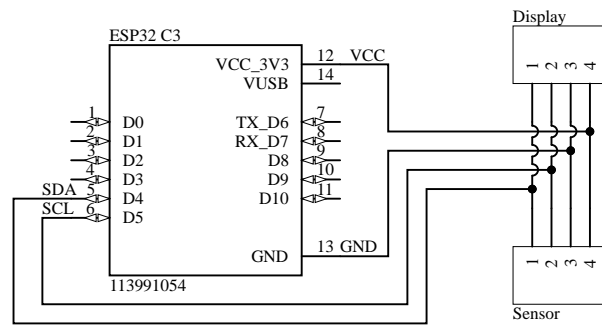 ESP32 C3
VCC_3V3 12 VCC
VUSB 14
1 D0 TX_D6 7
2 D1 RX_D7 8
3 D2 D8 9
4 D3 D9 10
SDA 5 D4 D10 11
SCL 6 D5
GND 13 GND
113991054
Display
1 2 3 4
1 2 3 4
Sensor